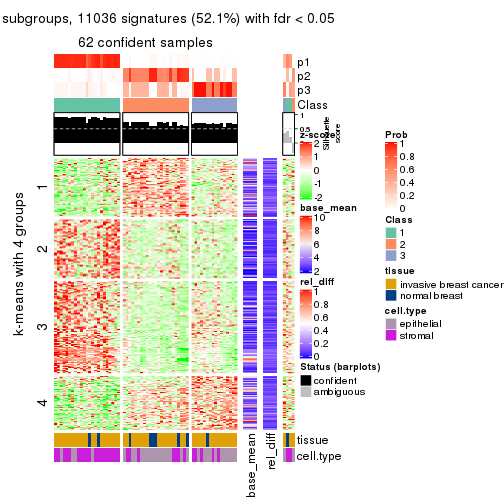 subgroups, 11036 signatures (52.1%) with fdr < 0.05
62 confident samples
p1
p2
p3
Class
1
0.5
0
Silhouette
score
k-means with 4 groups
1
2
3
4
base_mean
rel_diff
tissue
cell.type
z-score
2
1
0
-1
-2
base_mean
10
8
6
4
2
rel_diff
1
0.8
0.6
0.4
0.2
0
Status (barplots)
confident
ambiguous
Prob
1
0.8
0.6
0.4
0.2
0
Class
1
2
3
tissue
invasive breast cancer
normal breast
cell.type
epithelial
stromal